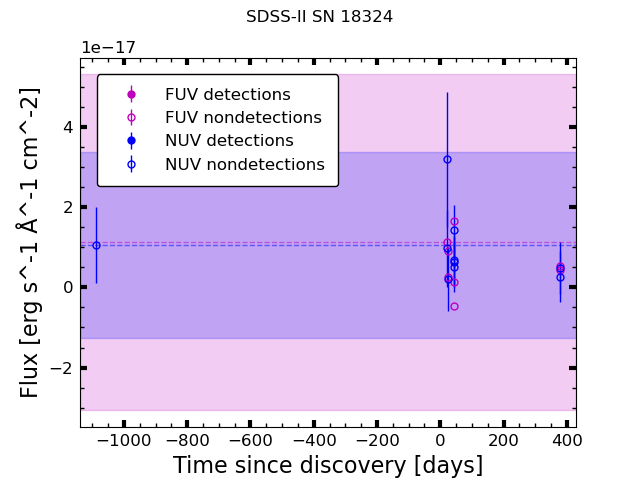 SDSS-II SN 18324
1e−17
FUV detections
FUV nondetections
NUV detections
NUV nondetections
4
2
0
−2
Flux [erg s^-1 Å^-1 cm^-2]
−1000 −800 −600 −400 −200 0 200 400
Time since discovery [days]